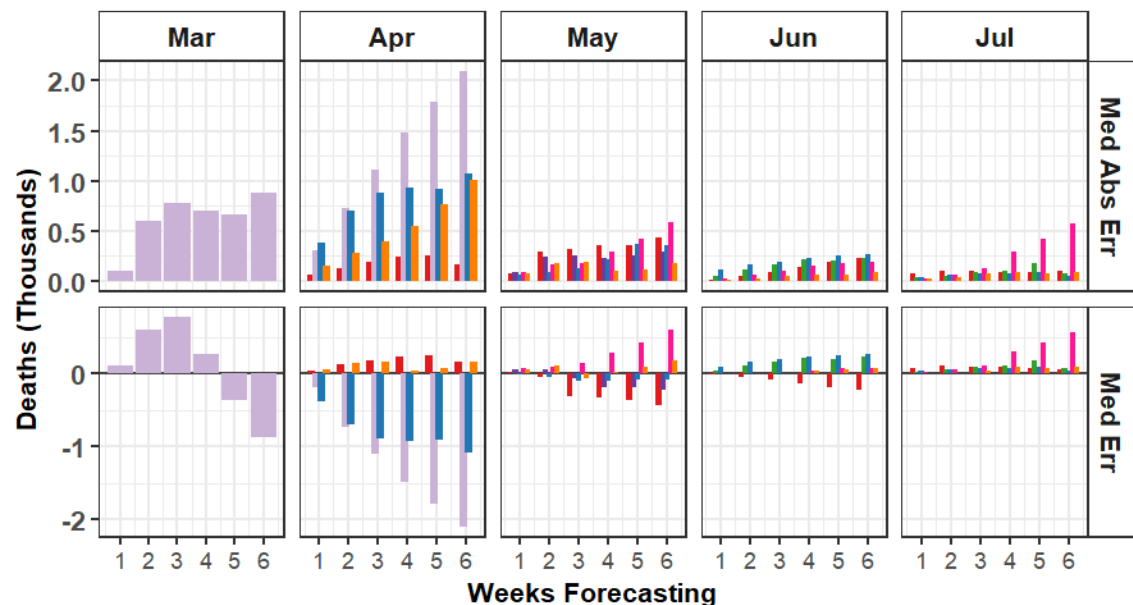 Mar Apr May Jun Jul
Deaths (Thousands)
2.0
1.5
1.0
0.5
0.0
Med Abs Err
0
-1
-2
Med Err
1 2 3 4 5 6 1 2 3 4 5 6 1 2 3 4 5 6 1 2 3 4 5 6 1 2 3 4 5 6
Weeks Forecasting